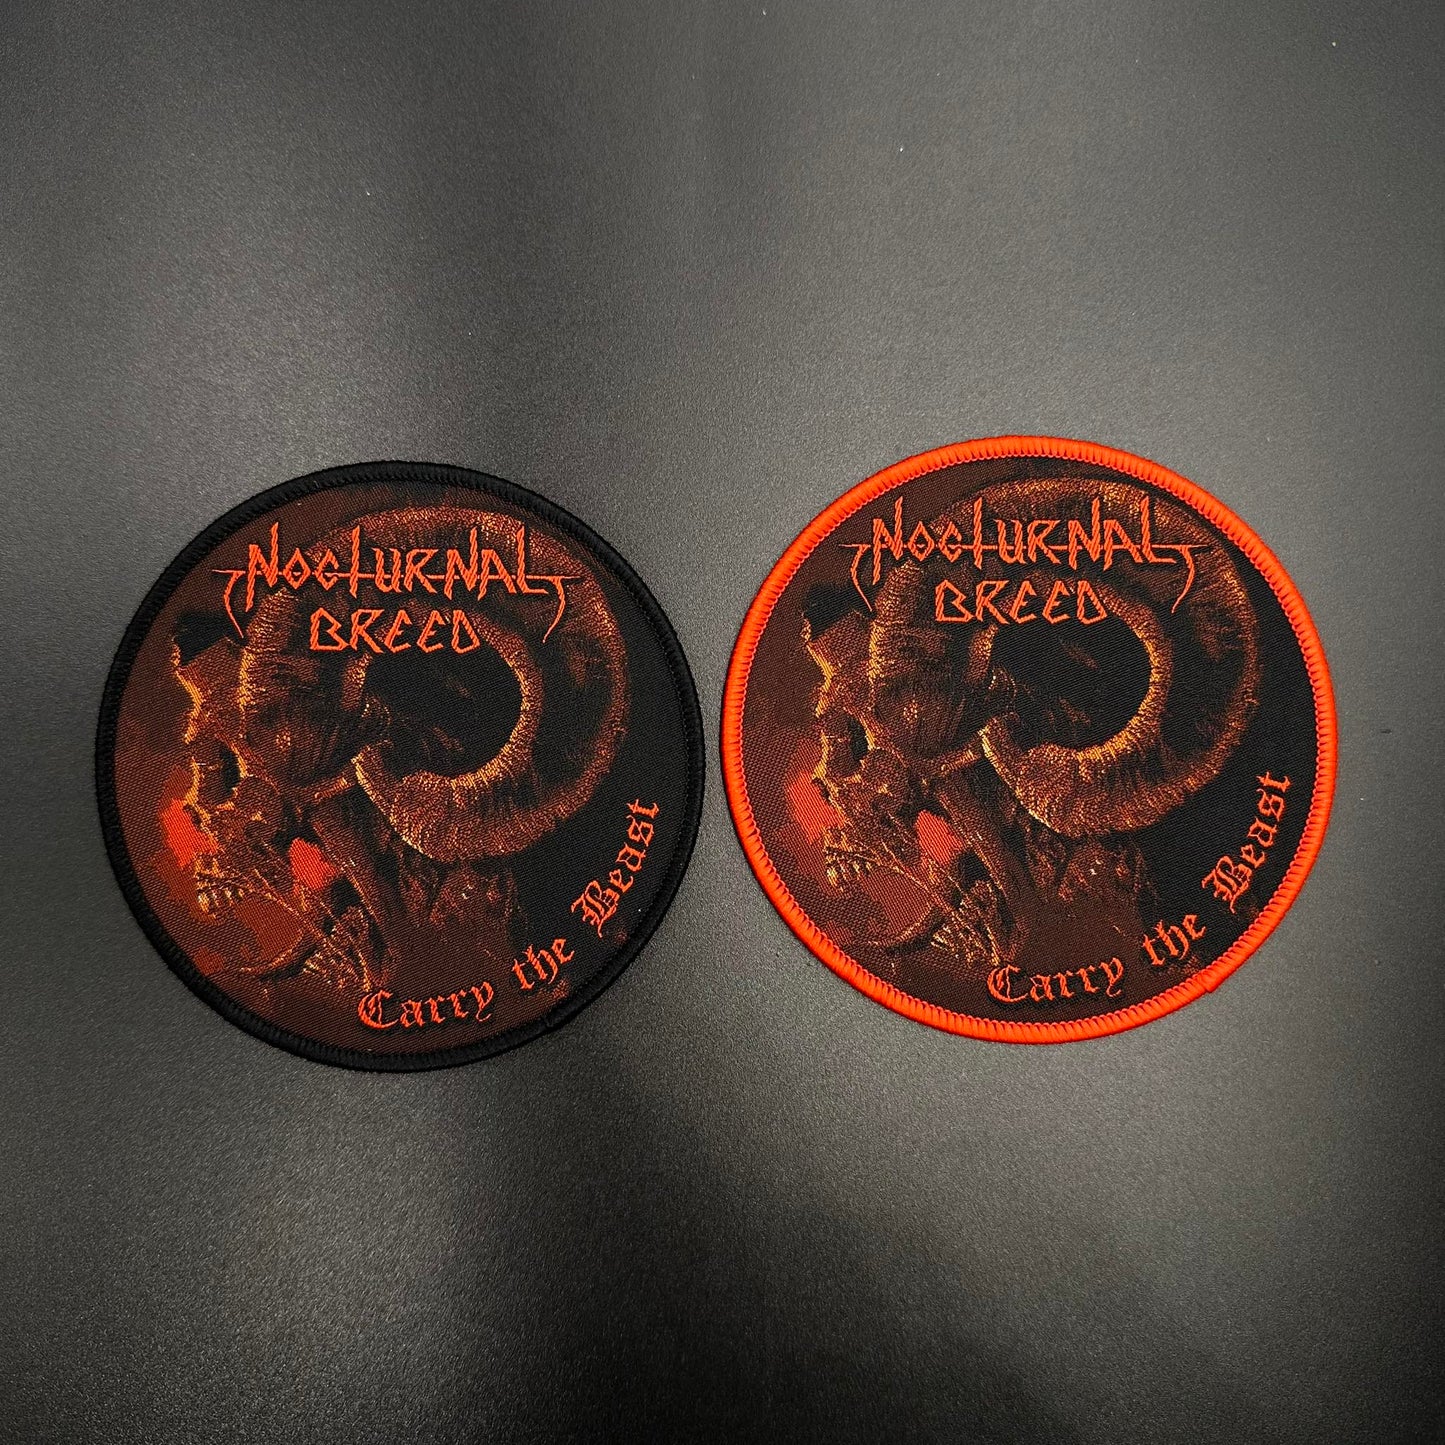 NOCTURNAL
BREED
Carry the Beast
NOCTURNAL
BREED
Carry the Beast